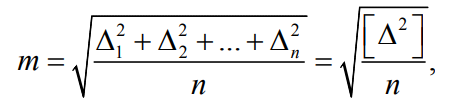 m = √((Δ₁² + Δ₂² + ... + Δₙ²) / n) = √([Δ²] / n),